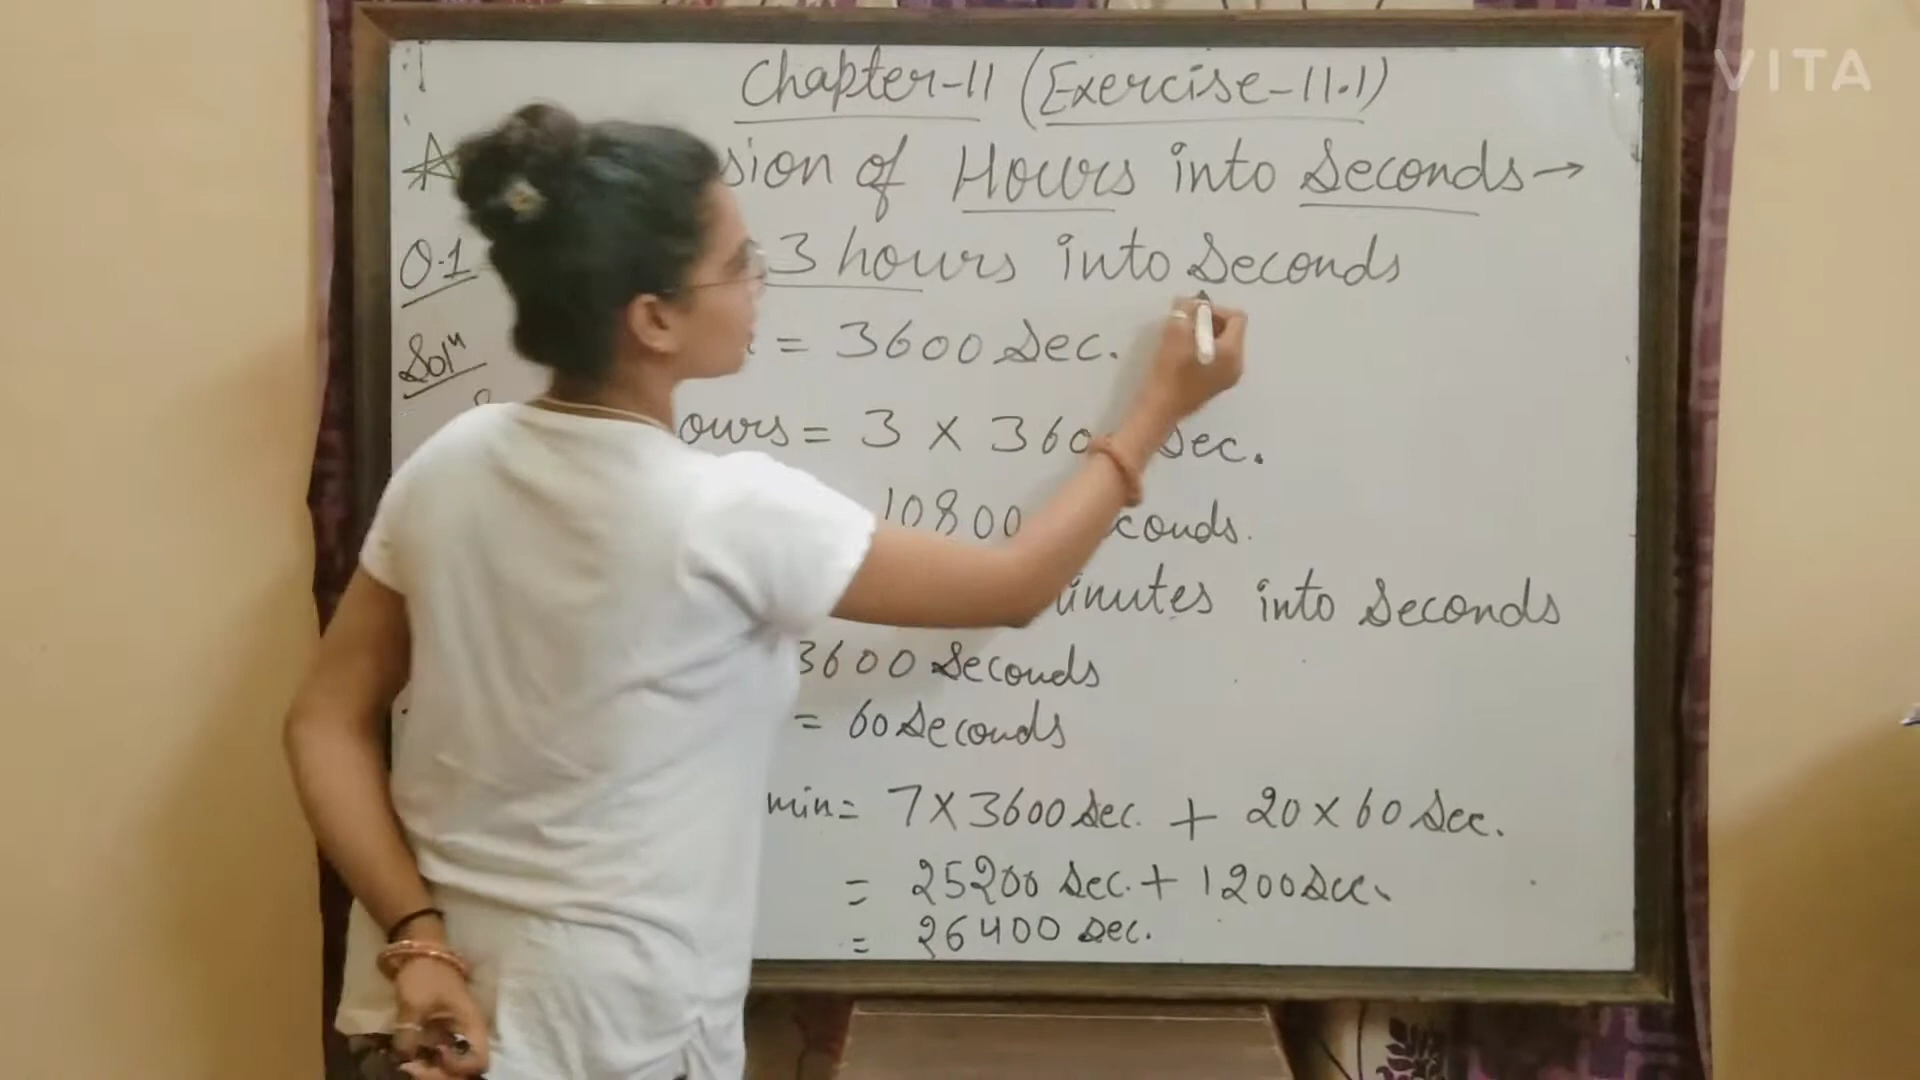 Chapter-11 (Exercise-11.1)
sion of Hours into Seconds →
Q.1 3 hours into Seconds
Solⁿ = 3600 Sec.
ours = 3 × 360 Sec.
10800 conds.
inutes into Seconds
3600 Seconds
= 60 Seconds
min = 7×3600 Sec. + 20×60 Sec.
= 25200 Sec. + 1200 Sec.
= 26400 Sec.
VITA